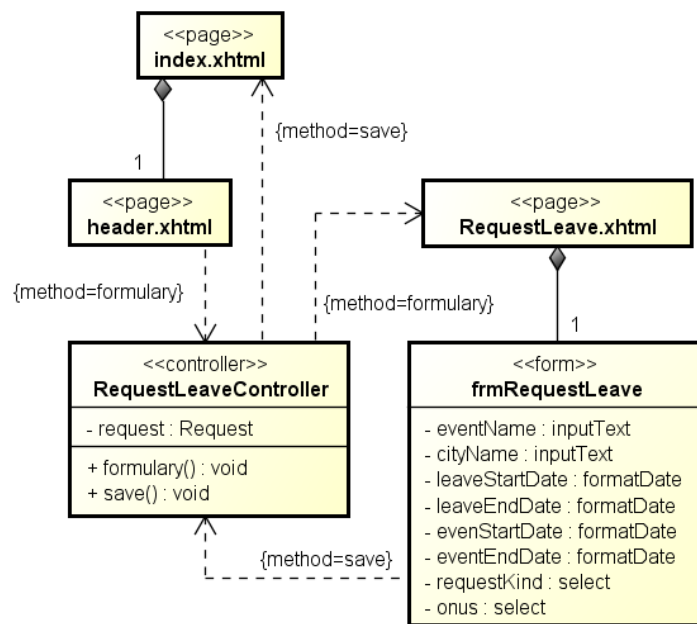 <<page>>
index.xhtml
{method=save}
1
<<page>>
header.xhtml
<<page>>
RequestLeave.xhtml
{method=formulary}
{method=formulary}
1
<<controller>>
RequestLeaveController
- request : Request
+ formulary() : void
+ save() : void
<<form>>
frmRequestLeave
- eventName : inputText
- cityName : inputText
- leaveStartDate : formatDate
- leaveEndDate : formatDate
- evenStartDate : formatDate
- eventEndDate : formatDate
- requestKind : select
- onus : select
{method=save}